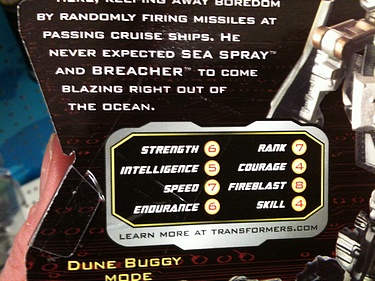 HERE, KEEPING AWAY BOREDOM
BY RANDOMLY FIRING MISSILES AT
PASSING CRUISE SHIPS. HE
NEVER EXPECTED SEA SPRAY™
AND BREACHER™ TO COME
BLAZING RIGHT OUT OF
THE OCEAN.
STRENGTH 6 RANK 7
INTELLIGENCE 5 COURAGE 4
SPEED 7 FIREBLAST 8
ENDURANCE 6 SKILL 4
LEARN MORE AT TRANSFORMERS.COM
DUNE BUGGY
MODE